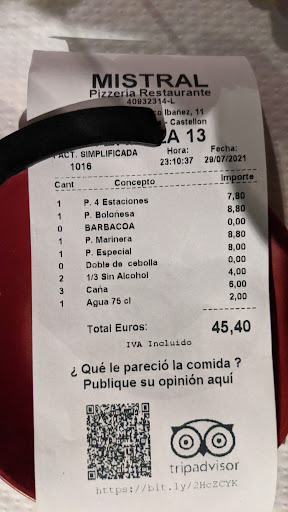 MISTRAL
Pizzeria Restaurante
40932314-L
co Ibañez, 11
- Castellon
ZA 13
FACT. SIMPLIFICADA Hora: Fecha:
1016 23:10:37 29/07/2021
Cant Concepto Importe
1 P. 4 Estaciones 7,80
1 P. Boloñesa 8,80
0 BARBACOA 0,00
1 P. Marinera 8,80
1 P. Especial 8,00
0 Doble de cebolla 0,00
2 1/3 Sin Alcohol 4,00
3 Caña 6,00
1 Agua 75 cl 2,00
Total Euros: 45,40
IVA Incluido
¿ Qué le pareció la comida ?
Publique su opinión aquí
tripadvisor
https://bit.ly/2HcZCYK